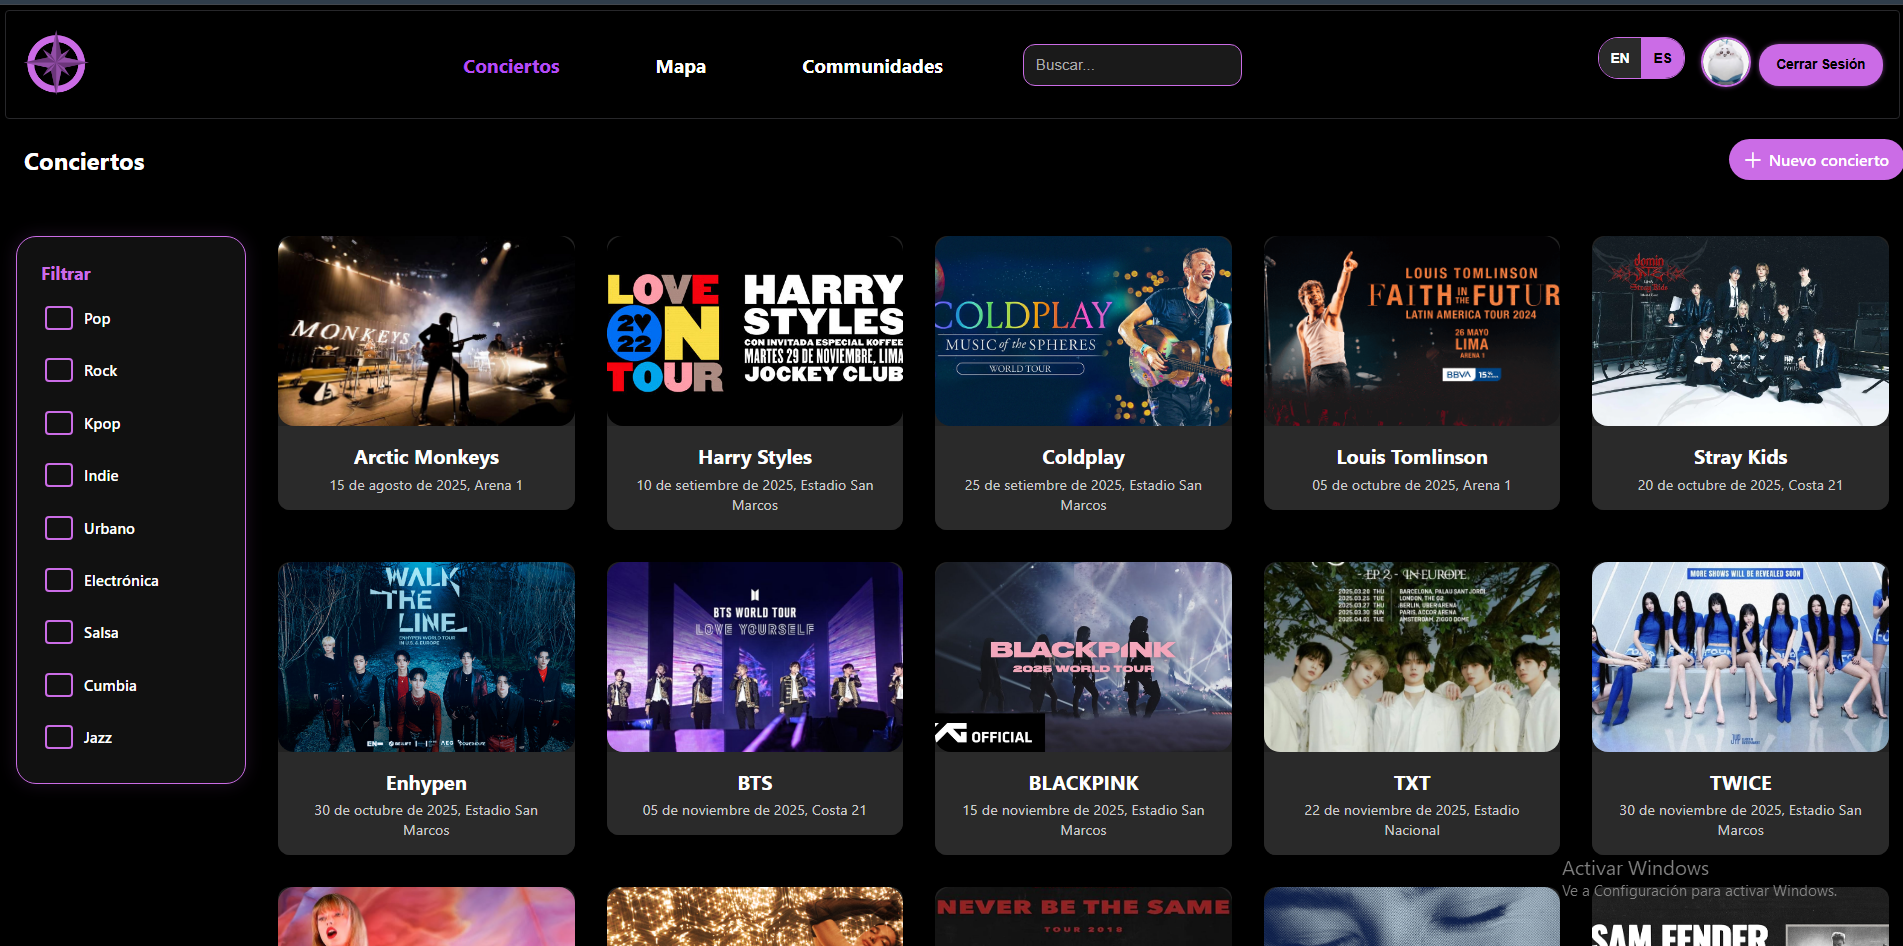 Conciertos
Mapa
Communidades
Buscar...
EN
ES
Cerrar Sesión
Conciertos
Nuevo concierto
Filtrar
Pop
Rock
Kpop
Indie
Urbano
Electrónica
Salsa
Cumbia
Jazz
MONKEYS
Arctic Monkeys
15 de agosto de 2025, Arena 1
LOVE
ON
TOUR
20
22
HARRY
STYLES
CON INVITADA ESPECIAL KOFFEE
MARTES 29 DE NOVIEMBRE, LIMA
JOCKEY CLUB
Harry Styles
10 de setiembre de 2025, Estadio San
Marcos
COLDPLAY
MUSIC of the SPHERES
WORLD TOUR
Coldplay
25 de setiembre de 2025, Estadio San
Marcos
LOUIS TOMLINSON
FAITH IN THE FUTUR
LATIN AMERICA TOUR 2024
26 MAYO
LIMA
ARENA 1
BBVA
Louis Tomlinson
05 de octubre de 2025, Arena 1
Stray Kids
20 de octubre de 2025, Costa 21
WALK
THE
LINE
ENHYPEN WORLD TOUR
IN U.S. & EUROPE
Enhypen
30 de octubre de 2025, Estadio San
Marcos
BTS WORLD TOUR
LOVE YOURSELF
BTS
05 de noviembre de 2025, Costa 21
BLACKPINK
2025 WORLD TOUR
YG OFFICIAL
BLACKPINK
15 de noviembre de 2025, Estadio San
Marcos
EP. 2 - IN EUROPE
TXT
22 de noviembre de 2025, Estadio
Nacional
MORE SHOWS WILL BE REVEALED SOON
TWICE
30 de noviembre de 2025, Estadio San
Marcos
NEVER BE THE SAME
TOUR 2018
SAM FENDER
Activar Windows
Ve a Configuración para activar Windows.